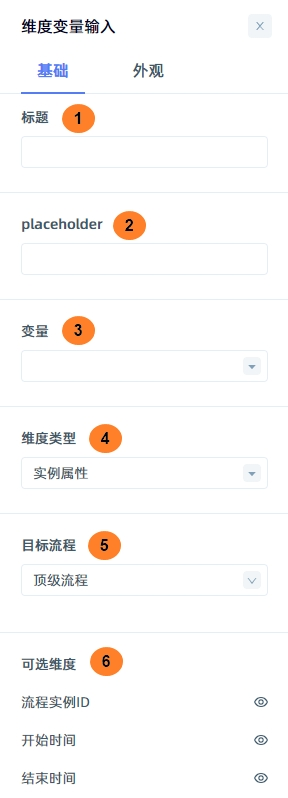 维度变量输入
基础 外观
标题 1
placeholder 2
变量 3
维度类型 4
实例属性
目标流程 5
顶级流程
可选维度 6
流程实例ID
开始时间
结束时间